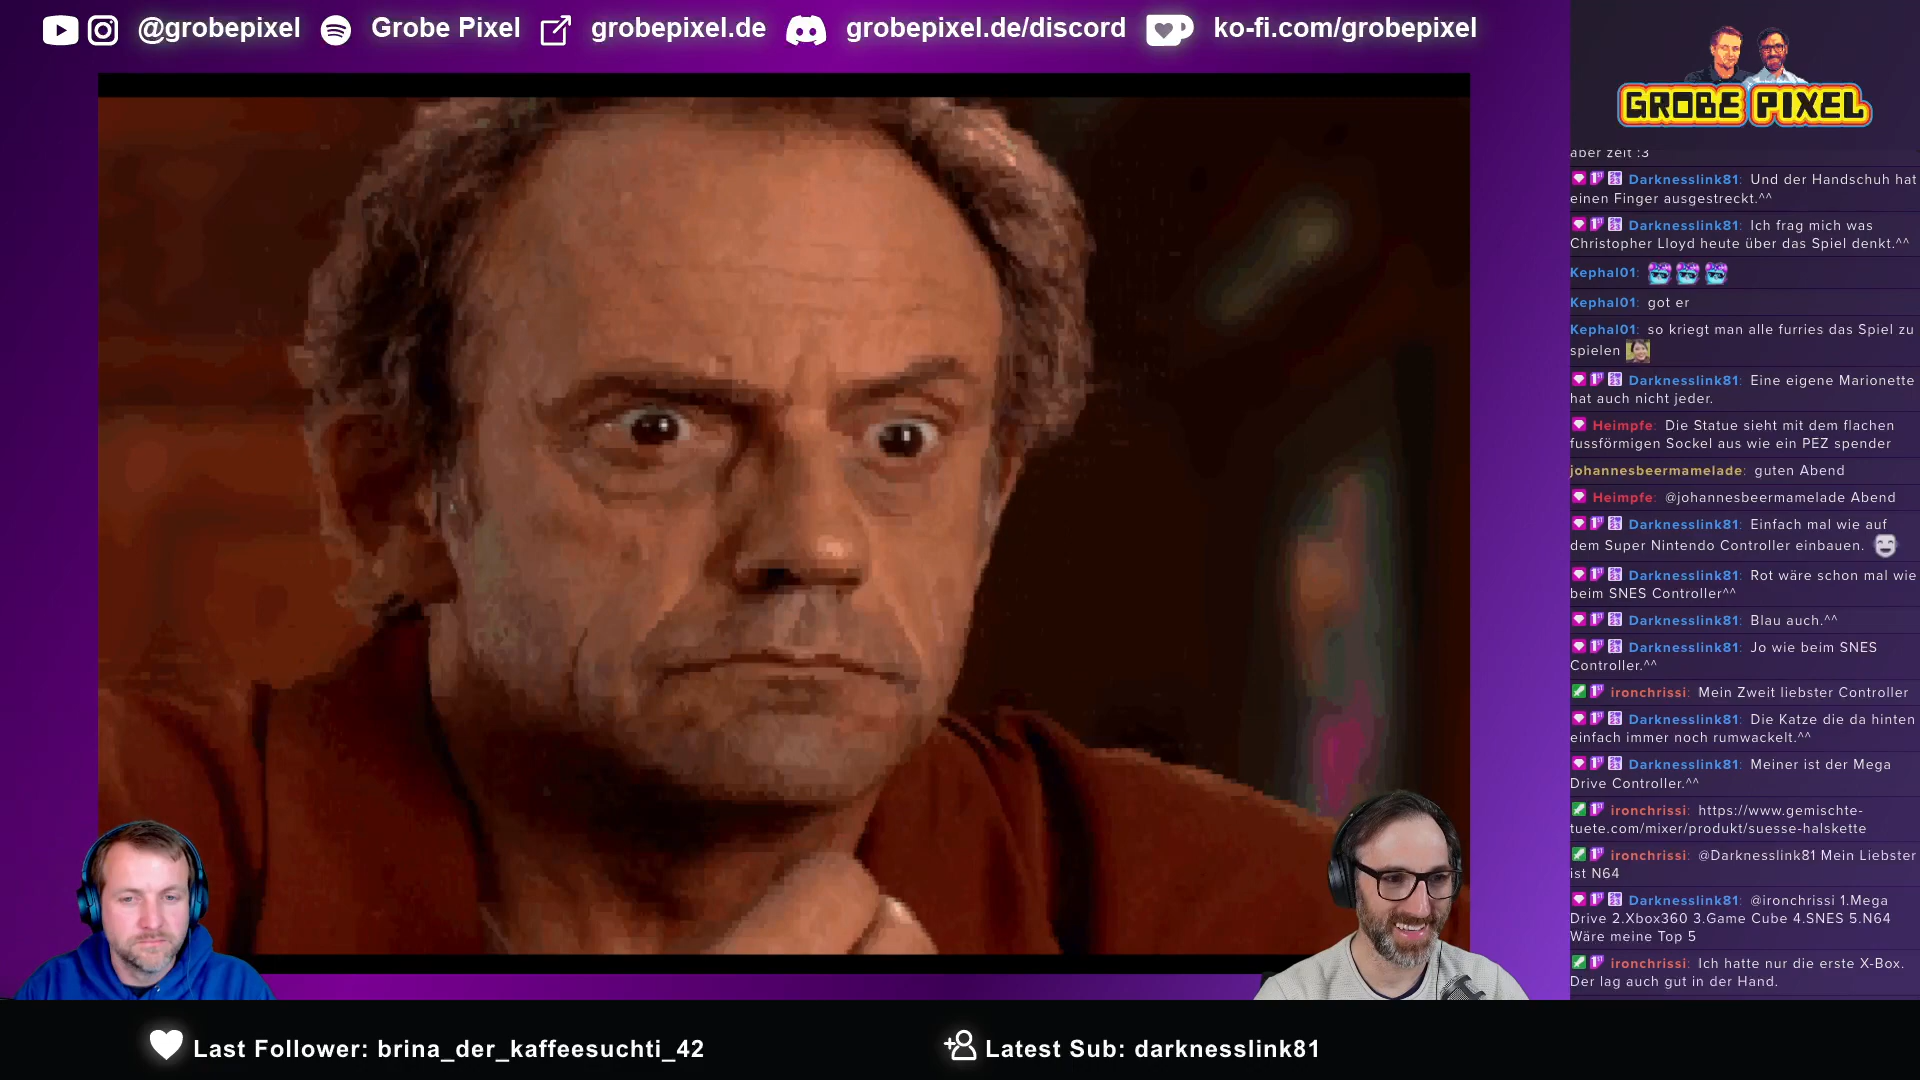 @grobepixel Grobe Pixel grobepixel.de grobepixel.de/discord ko-fi.com/grobepixel
GROBE PIXEL
aber zeit :3
Darknesslink81: Und der Handschuh hat
einen Finger ausgestreckt.^^
Darknesslink81: Ich frag mich was
Christopher Lloyd heute über das Spiel denkt.^^
Kephal01:
Kephal01: got er
Kephal01: so kriegt man alle furries das Spiel zu
spielen
Darknesslink81: Eine eigene Marionette
hat auch nicht jeder.
Heimpfe: Die Statue sieht mit dem flachen
fussförmigen Sockel aus wie ein PEZ spender
johannesbeermamelade: guten Abend
Heimpfe: @johannesbeermamelade Abend
Darknesslink81: Einfach mal wie auf
dem Super Nintendo Controller einbauen.
Darknesslink81: Rot wäre schon mal wie
beim SNES Controller^^
Darknesslink81: Blau auch.^^
Darknesslink81: Jo wie beim SNES
Controller.^^
ironchrissi: Mein Zweit liebster Controller
Darknesslink81: Die Katze die da hinten
einfach immer noch rumwackelt.^^
Darknesslink81: Meiner ist der Mega
Drive Controller.^^
ironchrissi: https://www.gemischte-
tuete.com/mixer/produkt/suesse-halskette
ironchrissi: @Darknesslink81 Mein Liebster
ist N64
Darknesslink81: @ironchrissi 1.Mega
Drive 2.Xbox360 3.Game Cube 4.SNES 5.N64
Wäre meine Top 5
ironchrissi: Ich hatte nur die erste X-Box.
Der lag auch gut in der Hand.
Last Follower: brina_der_kaffeesuchti_42
Latest Sub: darknesslink81